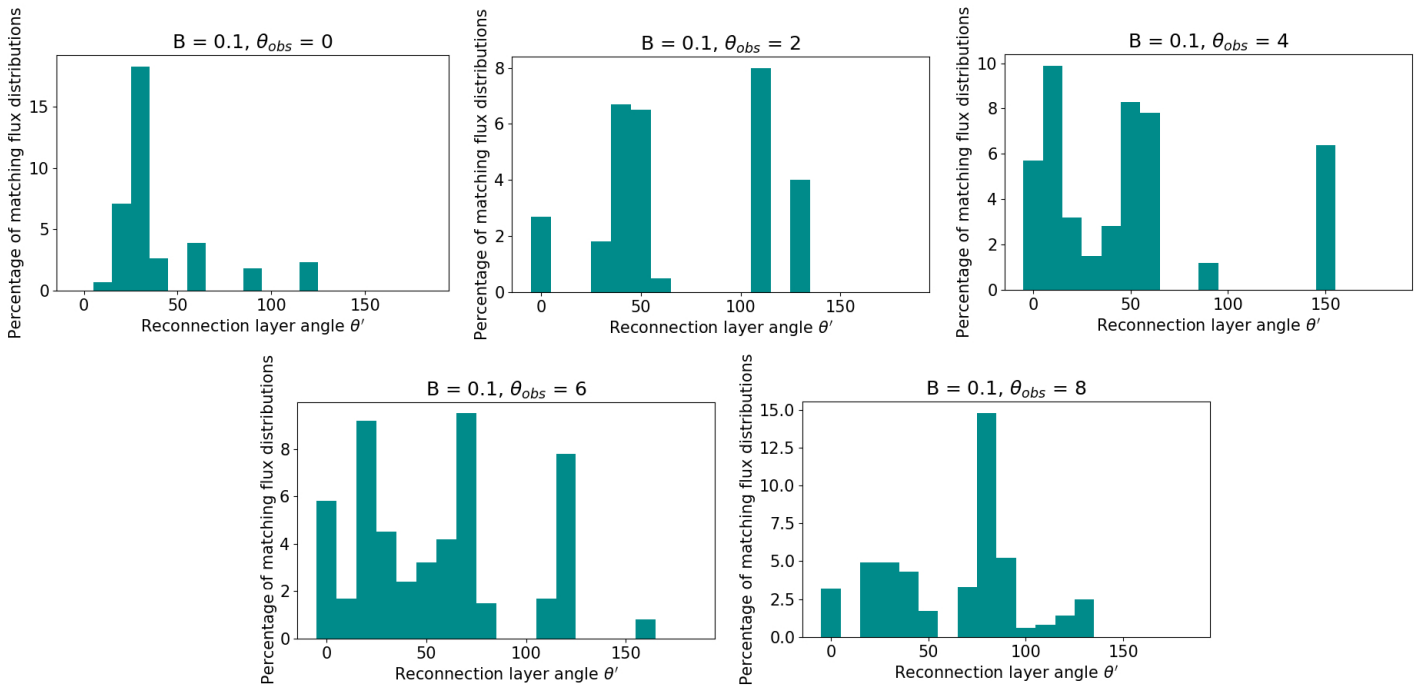 B = 0.1, θobs = 0
Percentage of matching flux distributions
15
10
5
0
0 50 100 150
Reconnection layer angle θ′
B = 0.1, θobs = 2
Percentage of matching flux distributions
8
6
4
2
0
0 50 100 150
Reconnection layer angle θ′
B = 0.1, θobs = 4
Percentage of matching flux distributions
10
8
6
4
2
0
0 50 100 150
Reconnection layer angle θ′
B = 0.1, θobs = 6
Percentage of matching flux distributions
8
6
4
2
0
0 50 100 150
Reconnection layer angle θ′
B = 0.1, θobs = 8
Percentage of matching flux distributions
15.0
12.5
10.0
7.5
5.0
2.5
0.0
0 50 100 150
Reconnection layer angle θ′